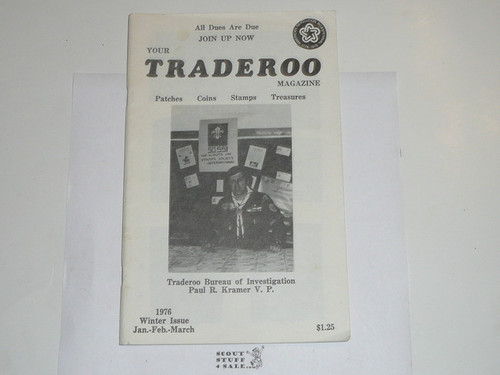 All Dues Are Due
JOIN UP NOW
YOUR
TRADEROO
MAGAZINE
Patches Coins Stamps Treasures
Traderoo Bureau of Investigation
Paul R. Kramer V. P.
1976
Winter Issue
Jan.-Feb.-March
$1.25
SCOUT
STUFF
4 SALE